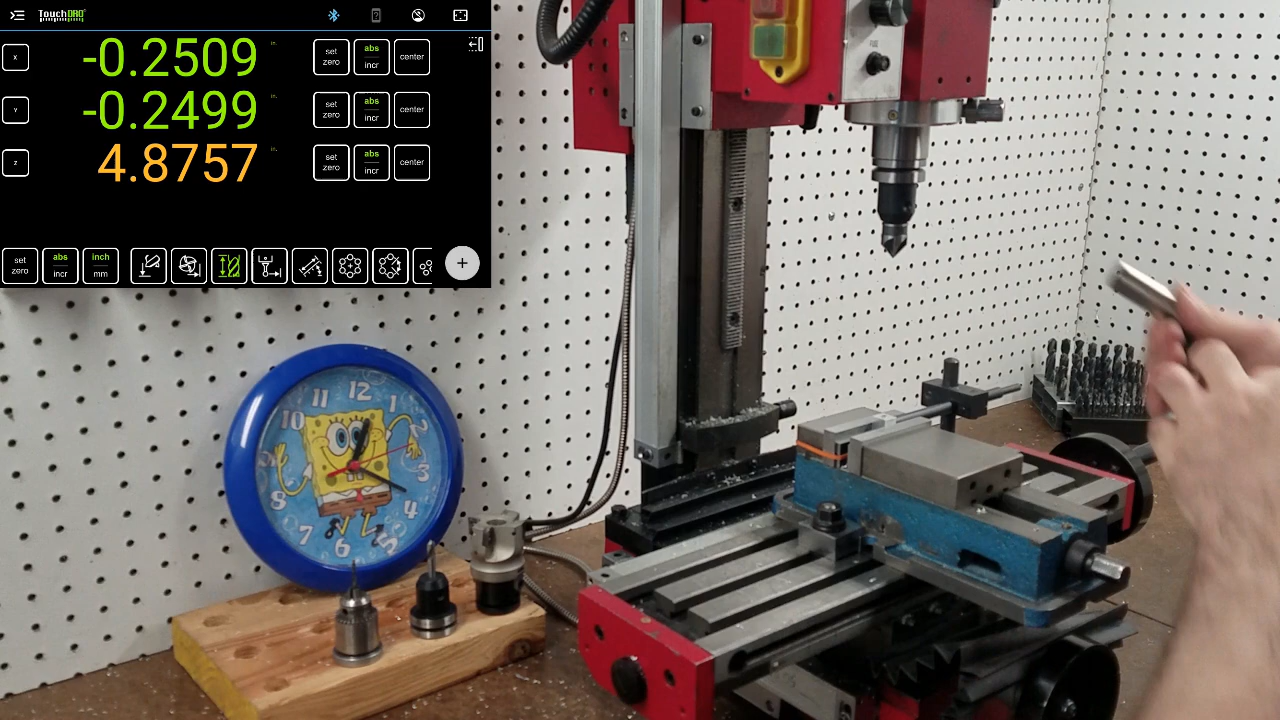 TouchDRO
X
-0.2509
in.
set
zero
abs
incr
center
Y
-0.2499
in.
set
zero
abs
incr
center
Z
4.8757
in.
set
zero
abs
incr
center
set
zero
abs
incr
inch
mm
+
FUSE
12
1
2
3
4
5
6
7
8
10
11